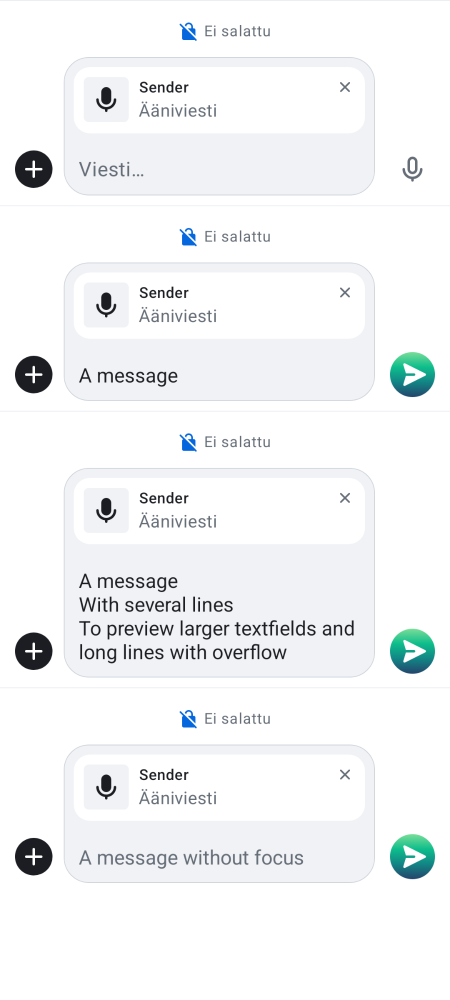 Ei salattu
Sender
Ääniviesti
Viesti…
Ei salattu
Sender
Ääniviesti
A message
Ei salattu
Sender
Ääniviesti
A message
With several lines
To preview larger textfields and
long lines with overflow
Ei salattu
Sender
Ääniviesti
A message without focus